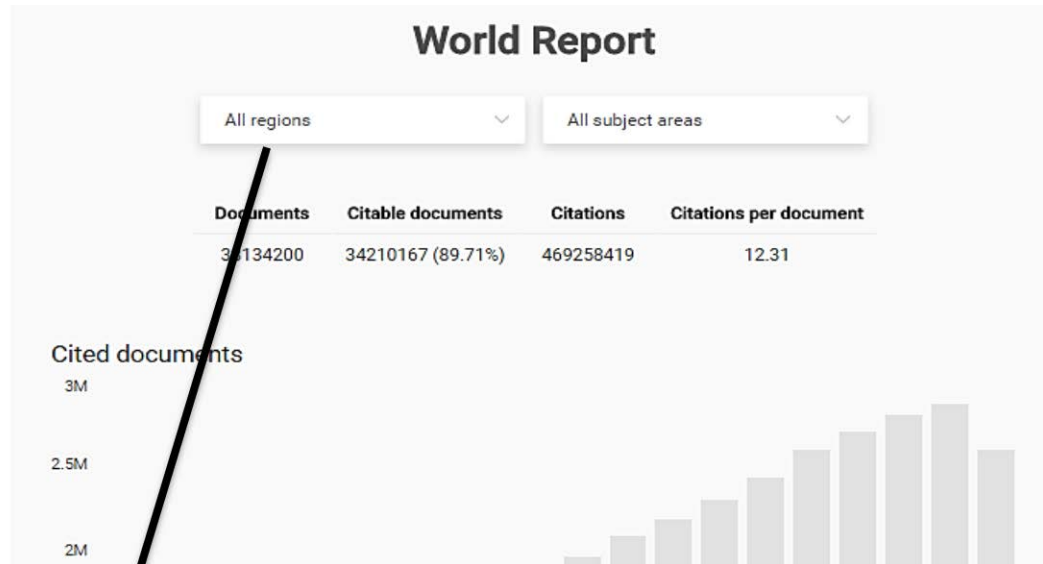 World Report
All regions All subject areas
Documents Citable documents Citations Citations per document
34210167 (89.71%) 469258419 12.31
Cited documents
3M
2.5M
2M